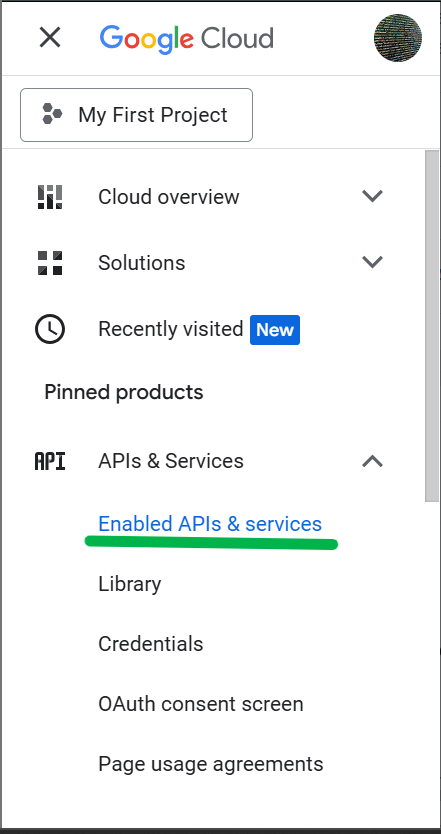 Google Cloud
My First Project
Cloud overview
Solutions
Recently visited New
Pinned products
API APIs & Services
Enabled APIs & services
Library
Credentials
OAuth consent screen
Page usage agreements